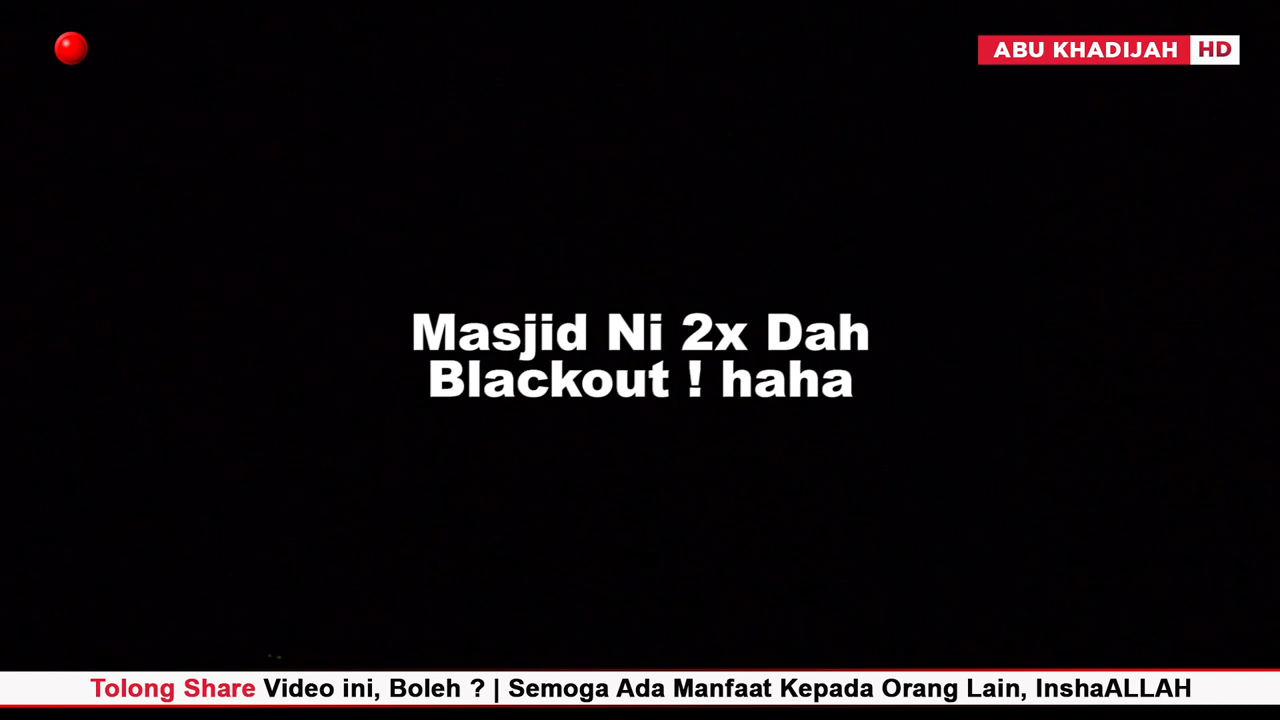 ABU KHADIJAH HD
Masjid Ni 2x Dah
Blackout ! haha
Tolong Share Video ini, Boleh ? | Semoga Ada Manfaat Kepada Orang Lain, InshaALLAH